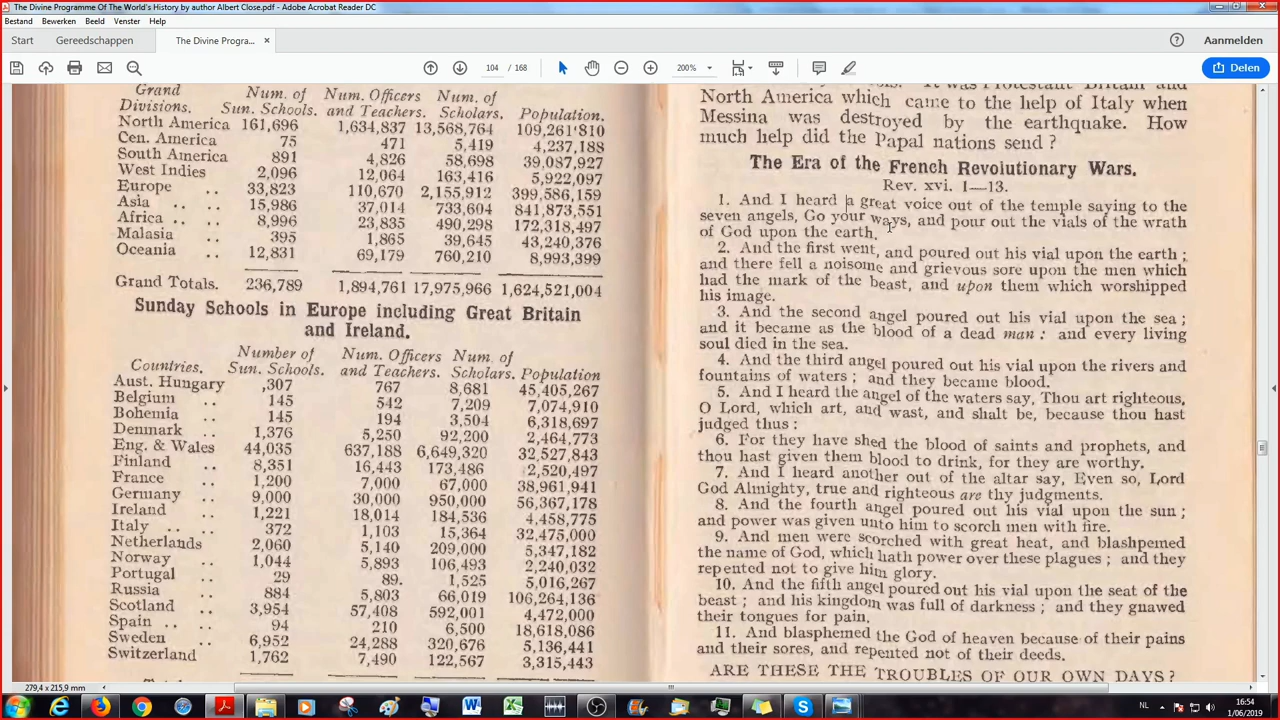 The Divine Programme Of The World's History by author Albert Close.pdf - Adobe Acrobat Reader DC
Bestand Bewerken Beeld Venster Help
Start Gereedschappen The Divine Progra... × Aanmelden
104 / 168 200% Delen
Grand Num. of Num. Officers Num. of
Divisions. Sun. Schools. and Teachers. Scholars. Population.
North America 161,696 1,634,837 13,568,764 109,261'810
Cen. America 75 471 5,419 4,237,188
South America 891 4,826 58,698 39,087,927
West Indies 2,096 12,064 163,416 5,922,097
Europe .. 33,823 110,670 2,155,912 399,586,159
Asia .. 15,986 37,014 733,604 841,873,551
Africa .. .. 8,996 23,835 490,298 172,318,497
Malasia .. 395 1,865 39,645 43,240,376
Oceania .. 12,831 69,179 760,210 8,993,399
Grand Totals. 236,789 1,894,761 17,975,966 1,624,521,004
Sunday Schools in Europe including Great Britain
and Ireland.
Number of Num. Officers Num. of
Countries. Sun. Schools. and Teachers. Scholars. Population
Aust. Hungary ,307 767 8,681 45,405,267
Belgium .. 145 542 7,209 7,074,910
Bohemia .. 145 194 3,504 6,318,697
Denmark .. 1,376 5,250 92,200 2,464,773
Eng. & Wales 44,035 637,188 6,649,320 32,527,843
Finland .. 8,351 16,443 173,486 2,520,497
France .. 1,200 7,000 67,000 38,961,941
Germany .. 9,000 30,000 950,000 56,367,178
Ireland .. 1,221 18,014 184,536 4,458,775
Italy .. .. 372 1,103 15,364 32,475,000
Netherlands .. 2,060 5,140 209,000 5,347,182
Norway .. 1,044 5,893 106,493 2,240,032
Portugal .. 29 89. 1,525 5,016,267
Russia .. 884 5,803 66,019 106,264,136
Scotland .. 3,954 57,408 592,001 4,472,000
Spain .. .. 94 210 6,500 18,618,086
Sweden .. 6,952 24,288 320,676 5,136,441
Switzerland .. 1,762 7,490 122,567 3,315,443
It was Protestant Britain and
North America which came to the help of Italy when
Messina was destroyed by the earthquake. How
much help did the Papal nations send ?
The Era of the French Revolutionary Wars.
Rev. xvi. 1—13.
1. And I heard a great voice out of the temple saying to the
seven angels, Go your ways, and pour out the vials of the wrath
of God upon the earth,
2. And the first went, and poured out his vial upon the earth ;
and there fell a noisome and grievous sore upon the men which
had the mark of the beast, and upon them which worshipped
his image.
3. And the second angel poured out his vial upon the sea ;
and it became as the blood of a dead man : and every living
soul died in the sea.
4. And the third angel poured out his vial upon the rivers and
fountains of waters ; and they became blood.
5. And I heard the angel of the waters say, Thou art righteous,
O Lord, which art, and wast, and shalt be, because thou hast
judged thus :
6. For they have shed the blood of saints and prophets, and
thou hast given them blood to drink, for they are worthy.
7. And I heard another out of the altar say, Even so, Lord
God Almighty, true and righteous are thy judgments.
8. And the fourth angel poured out his vial upon the sun ;
and power was given unto him to scorch men with fire.
9. And men were scorched with great heat, and blasphemed
the name of God, which hath power over these plagues ; and they
repented not to give him glory.
10. And the fifth angel poured out his vial upon the seat of the
beast ; and his kingdom was full of darkness ; and they gnawed
their tongues for pain,
11. And blasphemed the God of heaven because of their pains
and their sores, and repented not of their deeds.
ARE THESE THE TROUBLES OF OUR OWN DAYS ?
279,4 x 215,9 mm
NL 16:54
1/06/2019